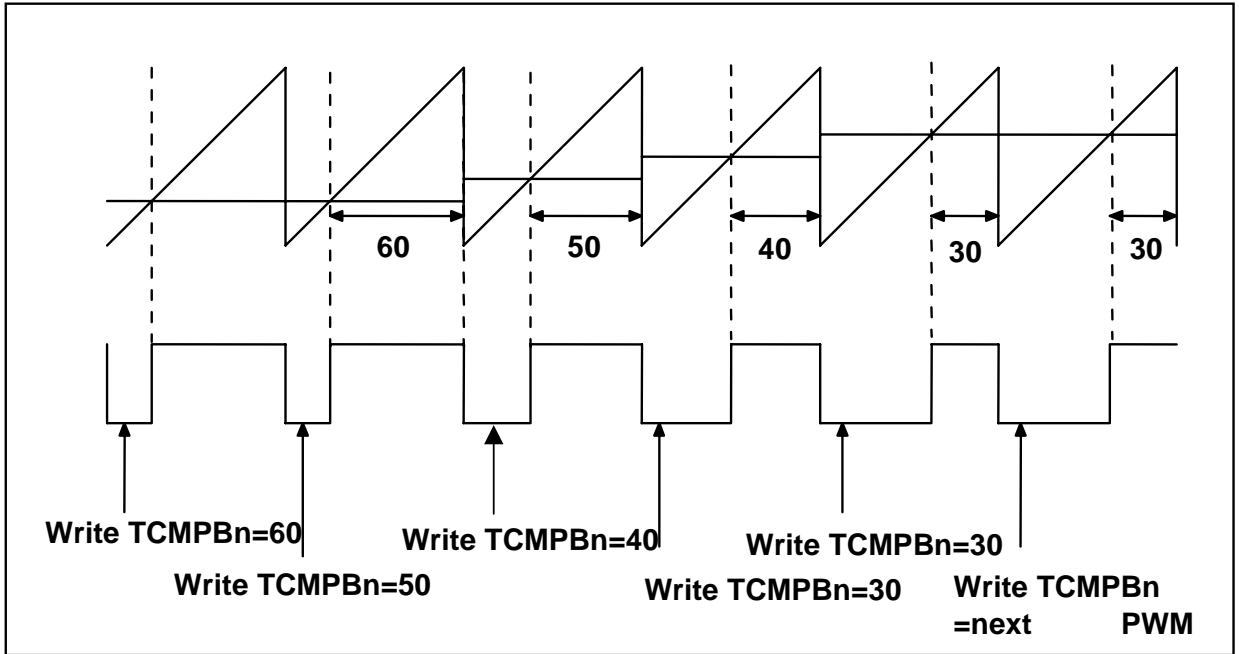 60
50
40
30
30
Write TCMPBn=60
Write TCMPBn=50
Write TCMPBn=40
Write TCMPBn=30
Write TCMPBn=30
Write TCMPBn
=next PWM